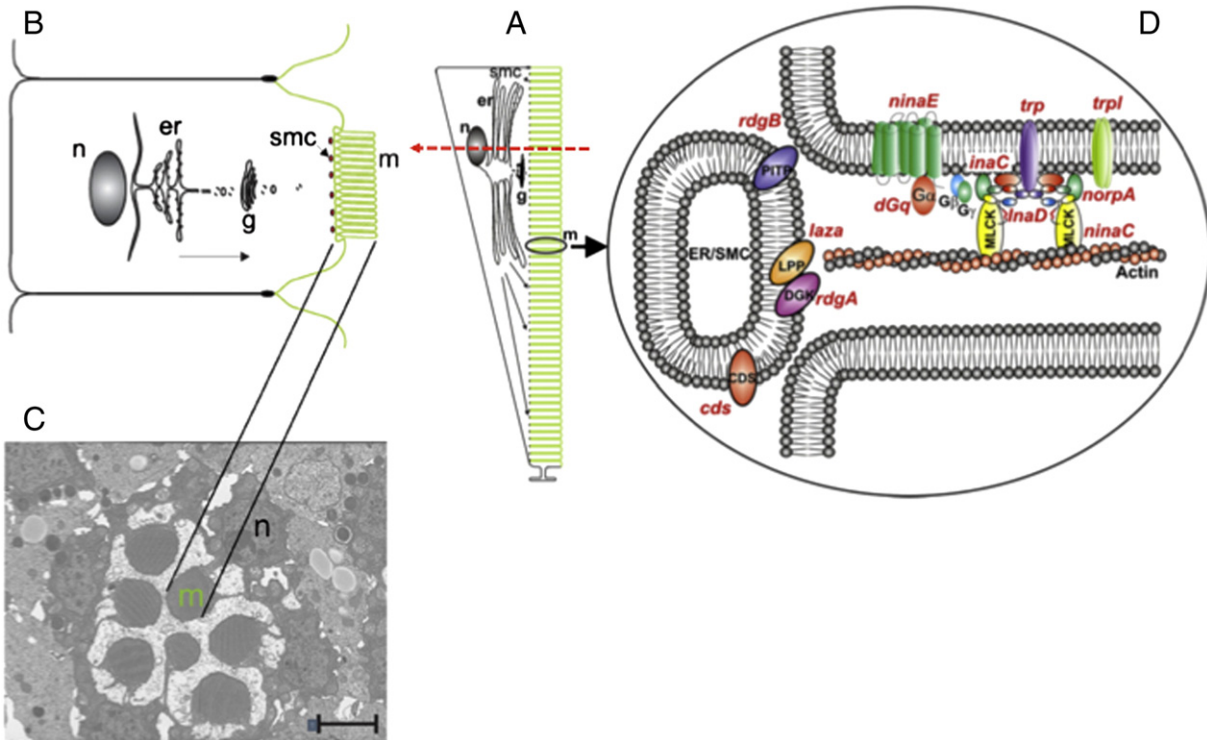 B
A
D
er
n
smc
m
g
smc
er
n
g
m
rdgB
ninaE
trp
trpl
PITP
inaC
dGq
Gα
Gβ
Gγ
InaD
norpA
MLCK
MLCK
ninaC
laza
ER/SMC
LPP
DGK
rdgA
Actin
CDS
cds
C
n
m